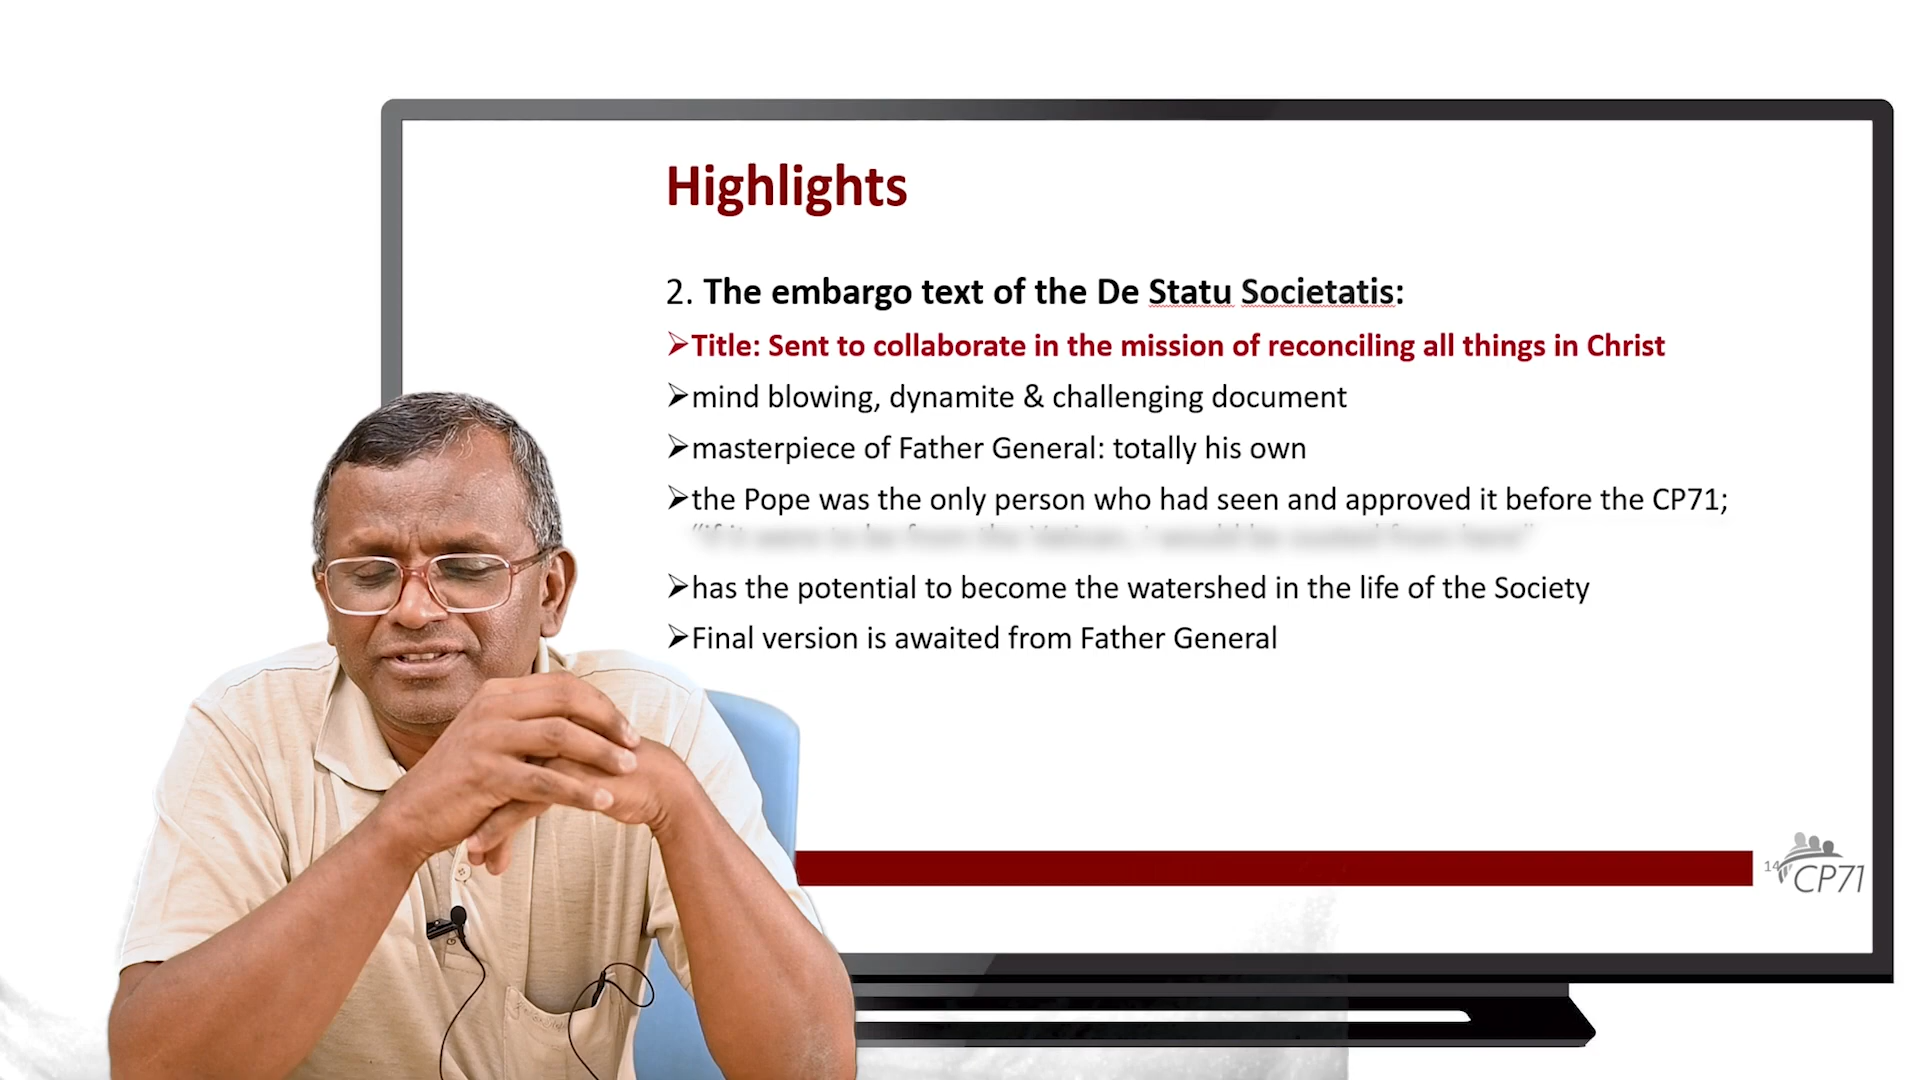 Highlights
2. The embargo text of the De Statu Societatis:
➢Title: Sent to collaborate in the mission of reconciling all things in Christ
➢mind blowing, dynamite & challenging document
➢masterpiece of Father General: totally his own
➢the Pope was the only person who had seen and approved it before the CP71;
➢has the potential to become the watershed in the life of the Society
➢Final version is awaited from Father General
14
CP71